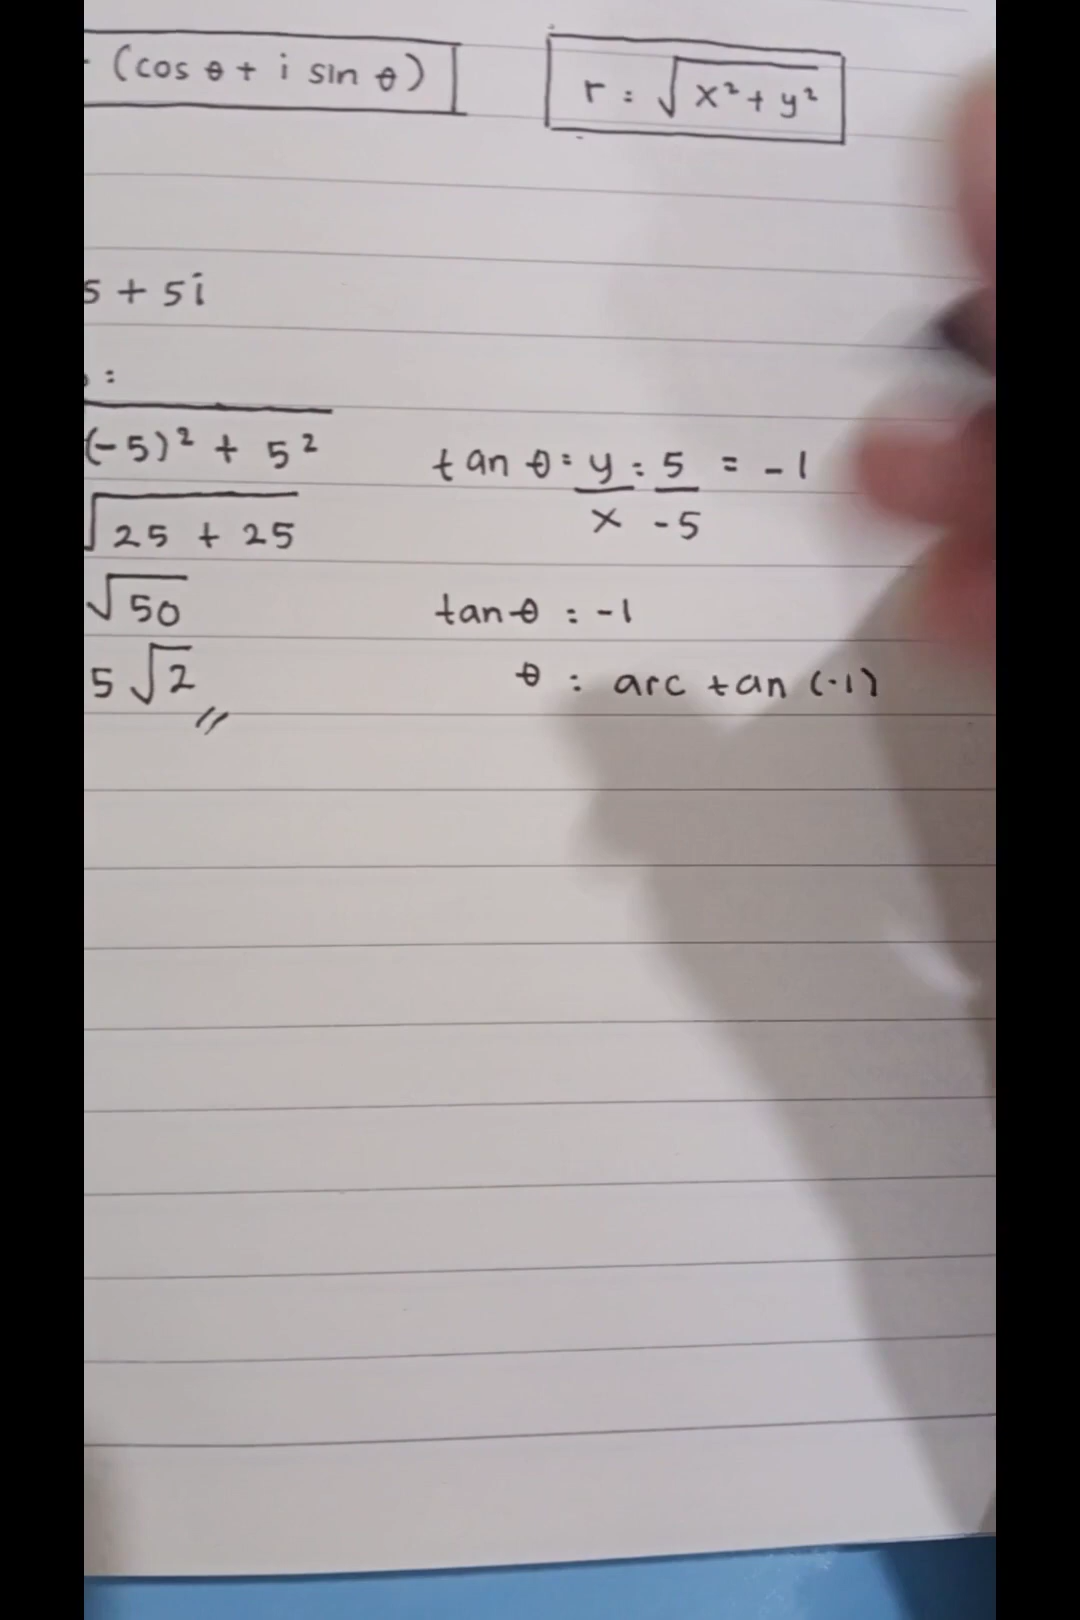 (cos θ + i sin θ)
r = √x² + y²
5 + 5i
:
(-5)² + 5²
tan θ = y/x = 5/-5 = -1
√25 + 25
√50
tan θ = -1
5√2 //
θ = arc tan (-1)